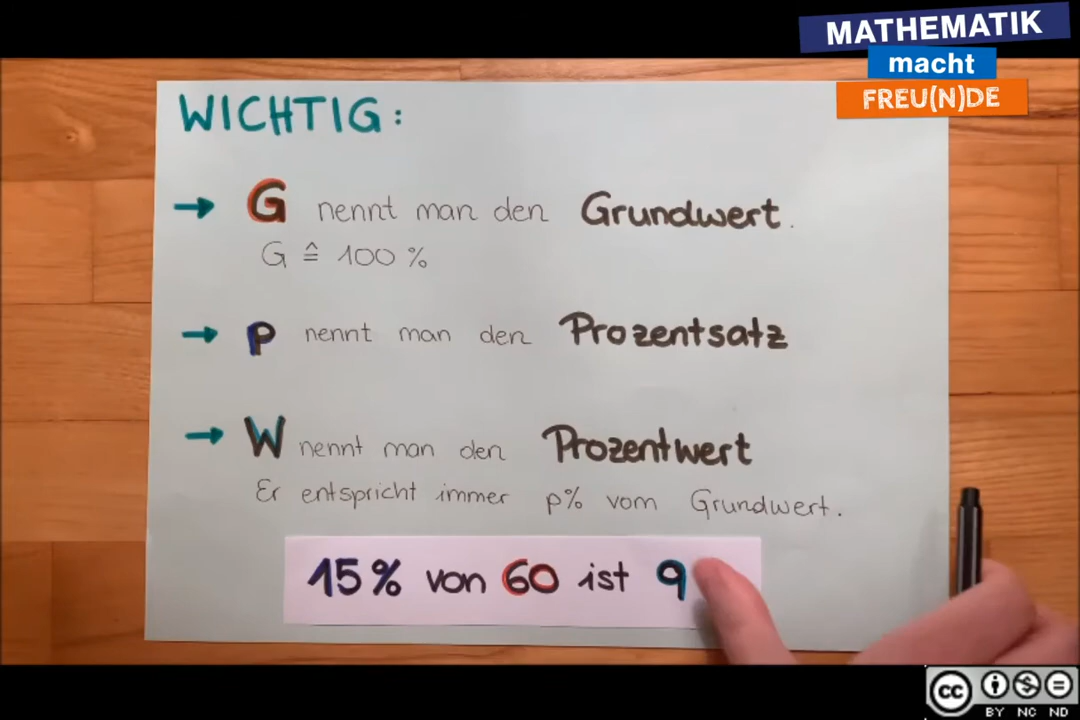 MATHEMATIK
macht
FREU(N)DE
WICHTIG:
→ G nennt man den Grundwert.
G ≙ 100 %
→ P nennt man den Prozentsatz
→ W nennt man den Prozentwert
Er entspricht immer p% vom Grundwert.
15% von 60 ist 9
cc
BY NC ND